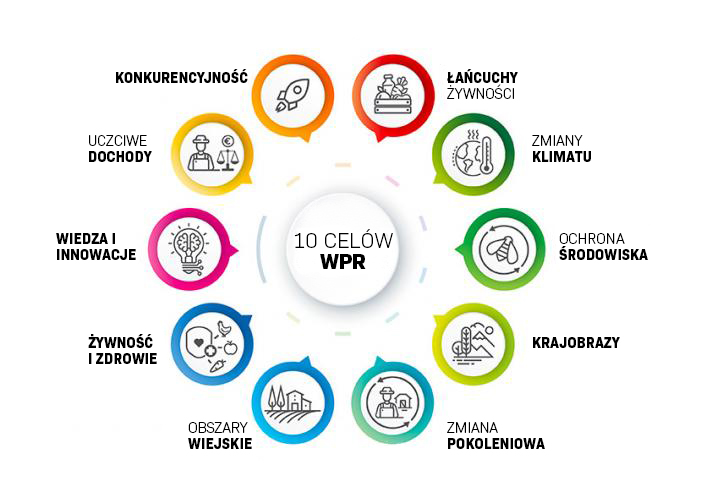 KONKURENCYJNOŚĆ
ŁAŃCUCHY
ŻYWNOŚCI
UCZCIWE
DOCHODY
ZMIANY
KLIMATU
WIEDZA I
INNOWACJE
10 CELÓW
WPR
OCHRONA
ŚRODOWISKA
ŻYWNOŚĆ
I ZDROWIE
KRAJOBRAZY
OBSZARY
WIEJSKIE
ZMIANA
POKOLENIOWA